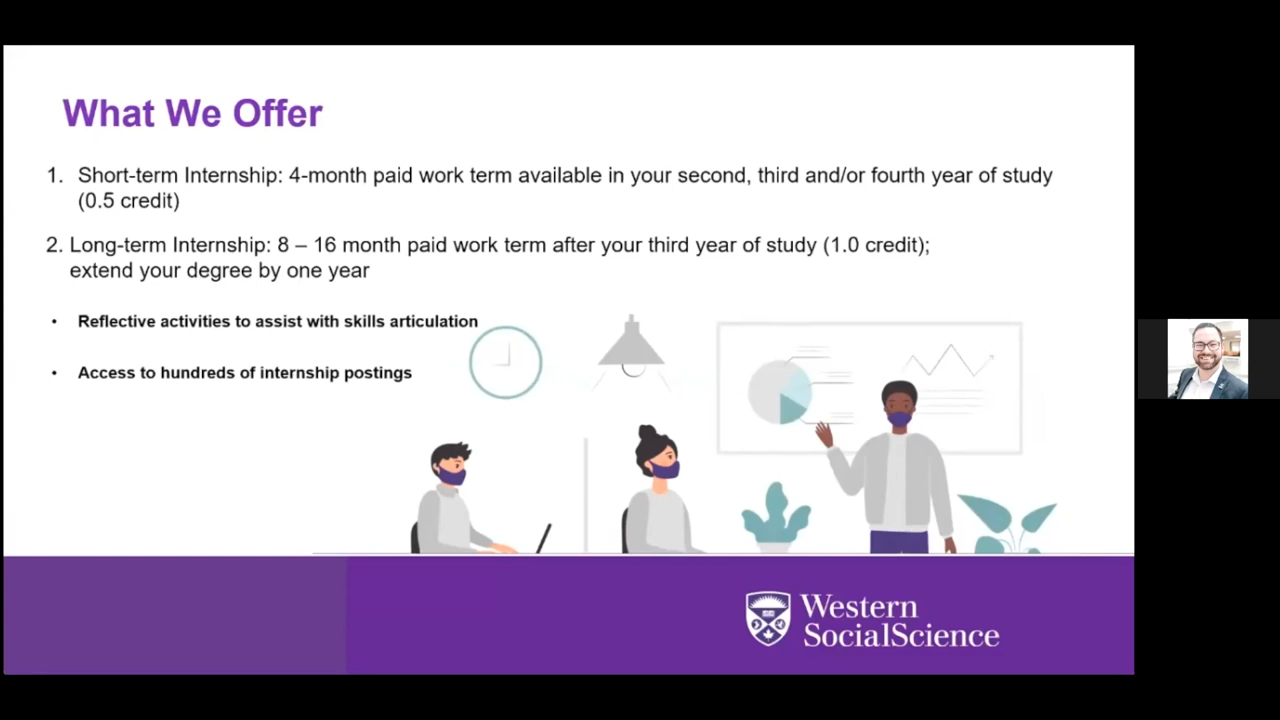 What We Offer
1. Short-term Internship: 4-month paid work term available in your second, third and/or fourth year of study
(0.5 credit)
2. Long-term Internship: 8 – 16 month paid work term after your third year of study (1.0 credit);
extend your degree by one year
• Reflective activities to assist with skills articulation
• Access to hundreds of internship postings
Western
SocialScience